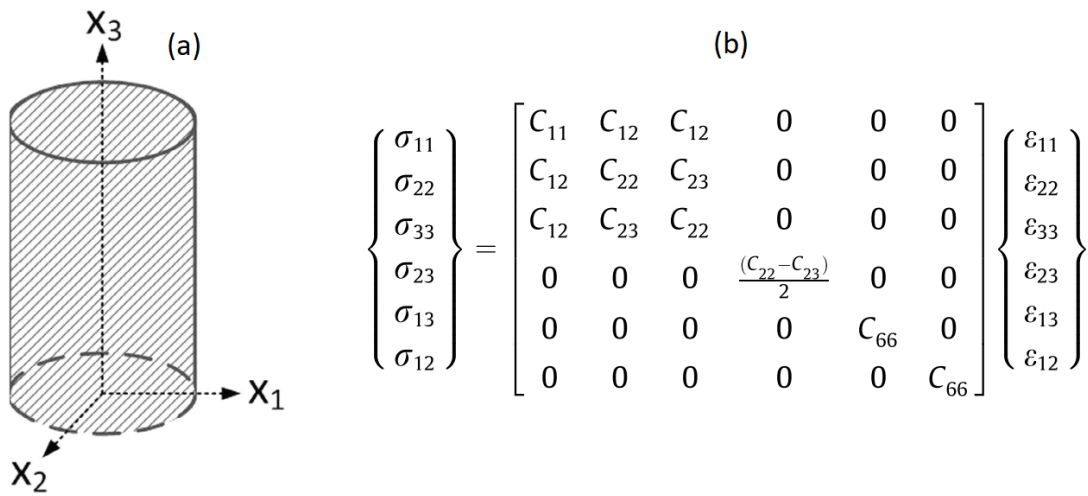 X₃
(a)
(b)
X₁
X₂
σ₁₁
σ₂₂
σ₃₃
σ₂₃
σ₁₃
σ₁₂
=
C₁₁ C₁₂ C₁₂ 0 0 0
C₁₂ C₂₂ C₂₃ 0 0 0
C₁₂ C₂₃ C₂₂ 0 0 0
0 0 0 (C₂₂−C₂₃)/2 0 0
0 0 0 0 C₆₆ 0
0 0 0 0 0 C₆₆
ε₁₁
ε₂₂
ε₃₃
ε₂₃
ε₁₃
ε₁₂